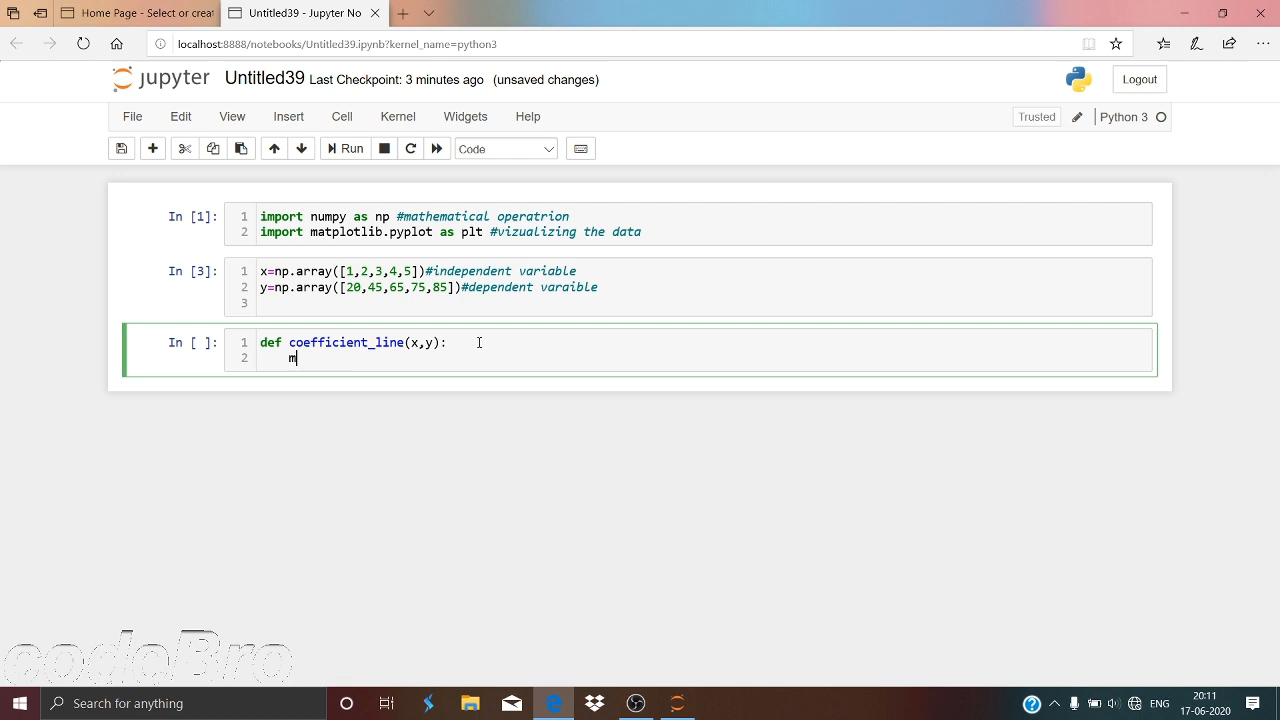 Home Page - Select or creat
Untitled39 - Jupyter No
localhost:8888/notebooks/Untitled39.ipynb?kernel_name=python3
jupyter Untitled39 Last Checkpoint: 3 minutes ago (unsaved changes)
Logout
File Edit View Insert Cell Kernel Widgets Help
Trusted Python 3
Run Code
In [1]: 1 import numpy as np #mathematical operatrion
2 import matplotlib.pyplot as plt #vizualizing the data
In [3]: 1 x=np.array([1,2,3,4,5])#independent variable
2 y=np.array([20,45,65,75,85])#dependent varaible
3
In [ ]: 1 def coefficient_line(x,y):
2 m
codeBro
Search for anything
ENG
20:11
17-06-2020